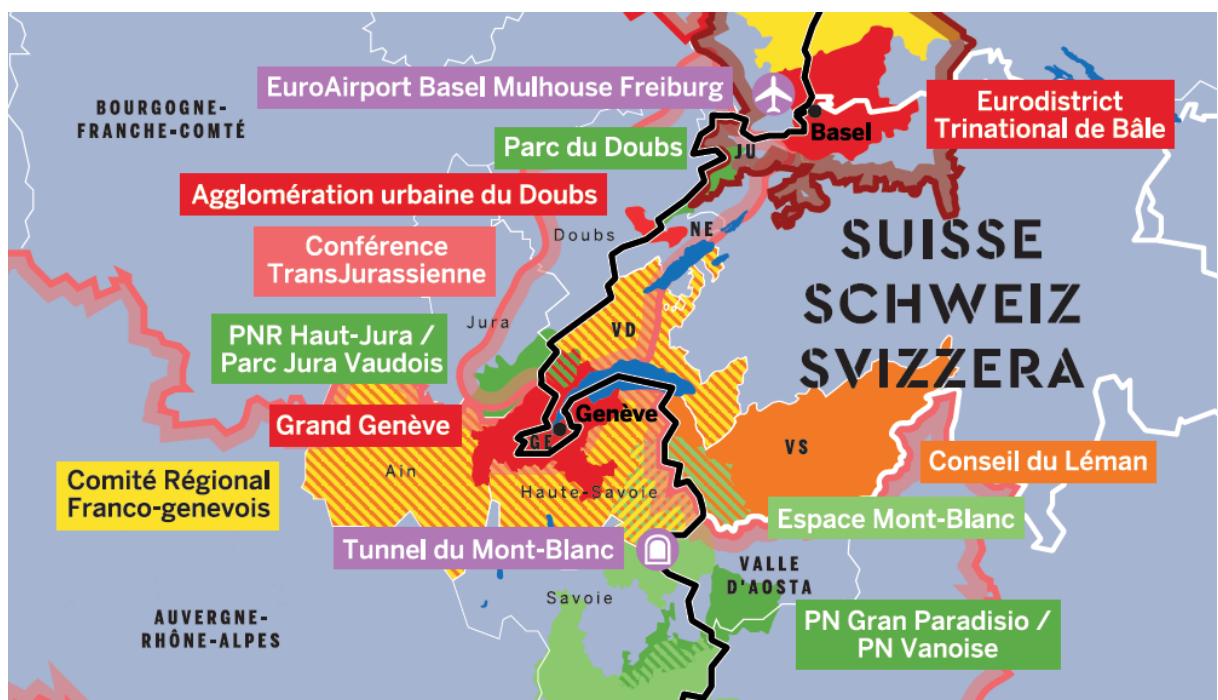 EuroAirport Basel Mulhouse Freiburg
BOURGOGNE-
FRANCHE-COMTÉ
Eurodistrict
Trinational de Bâle
Basel
Parc du Doubs
JU
Agglomération urbaine du Doubs
Doubs
NE
SUISSE
SCHWEIZ
SVIZZERA
Conférence
TransJurassienne
Jura
VD
PNR Haut-Jura /
Parc Jura Vaudois
Grand Genève
Genève
GE
VS
Conseil du Léman
Ain
Comité Régional
Franco-genevois
Haute-Savoie
Espace Mont-Blanc
Tunnel du Mont-Blanc
VALLE
D'AOSTA
Savoie
AUVERGNE-
RHÔNE-ALPES
PN Gran Paradisio /
PN Vanoise